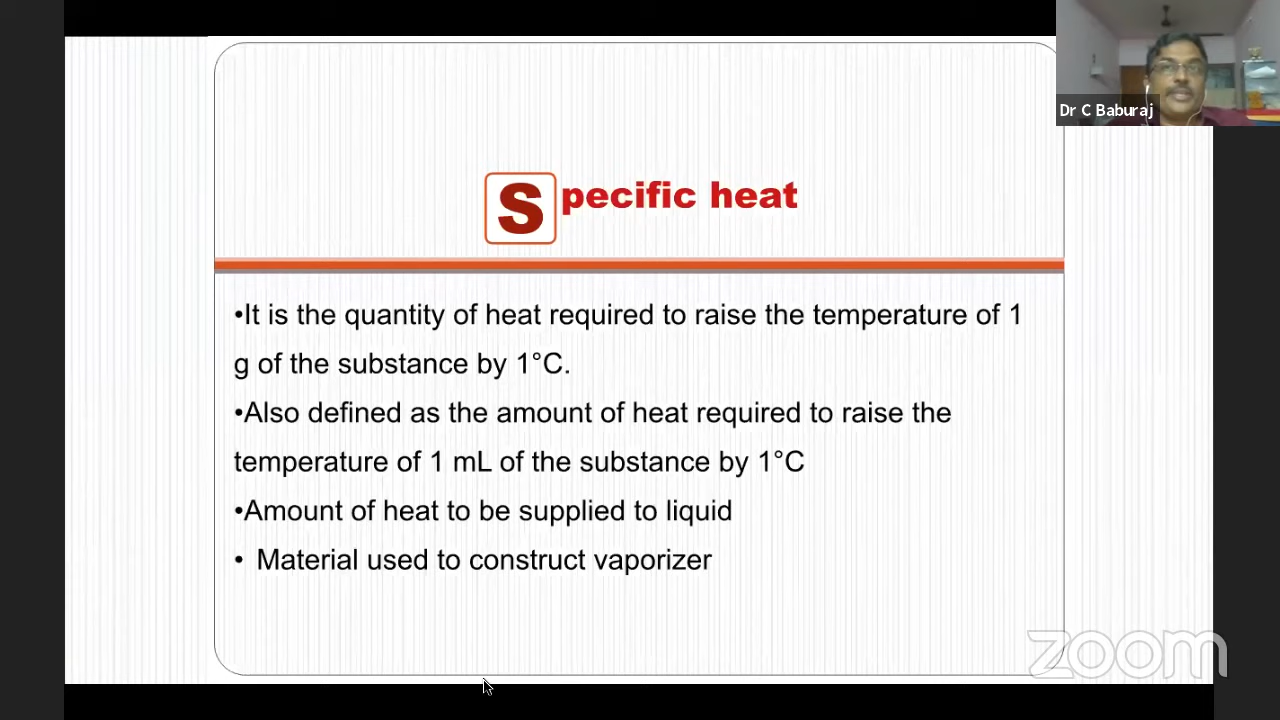 Dr C Baburaj
Specific heat
•It is the quantity of heat required to raise the temperature of 1
g of the substance by 1°C.
•Also defined as the amount of heat required to raise the
temperature of 1 mL of the substance by 1°C
•Amount of heat to be supplied to liquid
• Material used to construct vaporizer
zoom